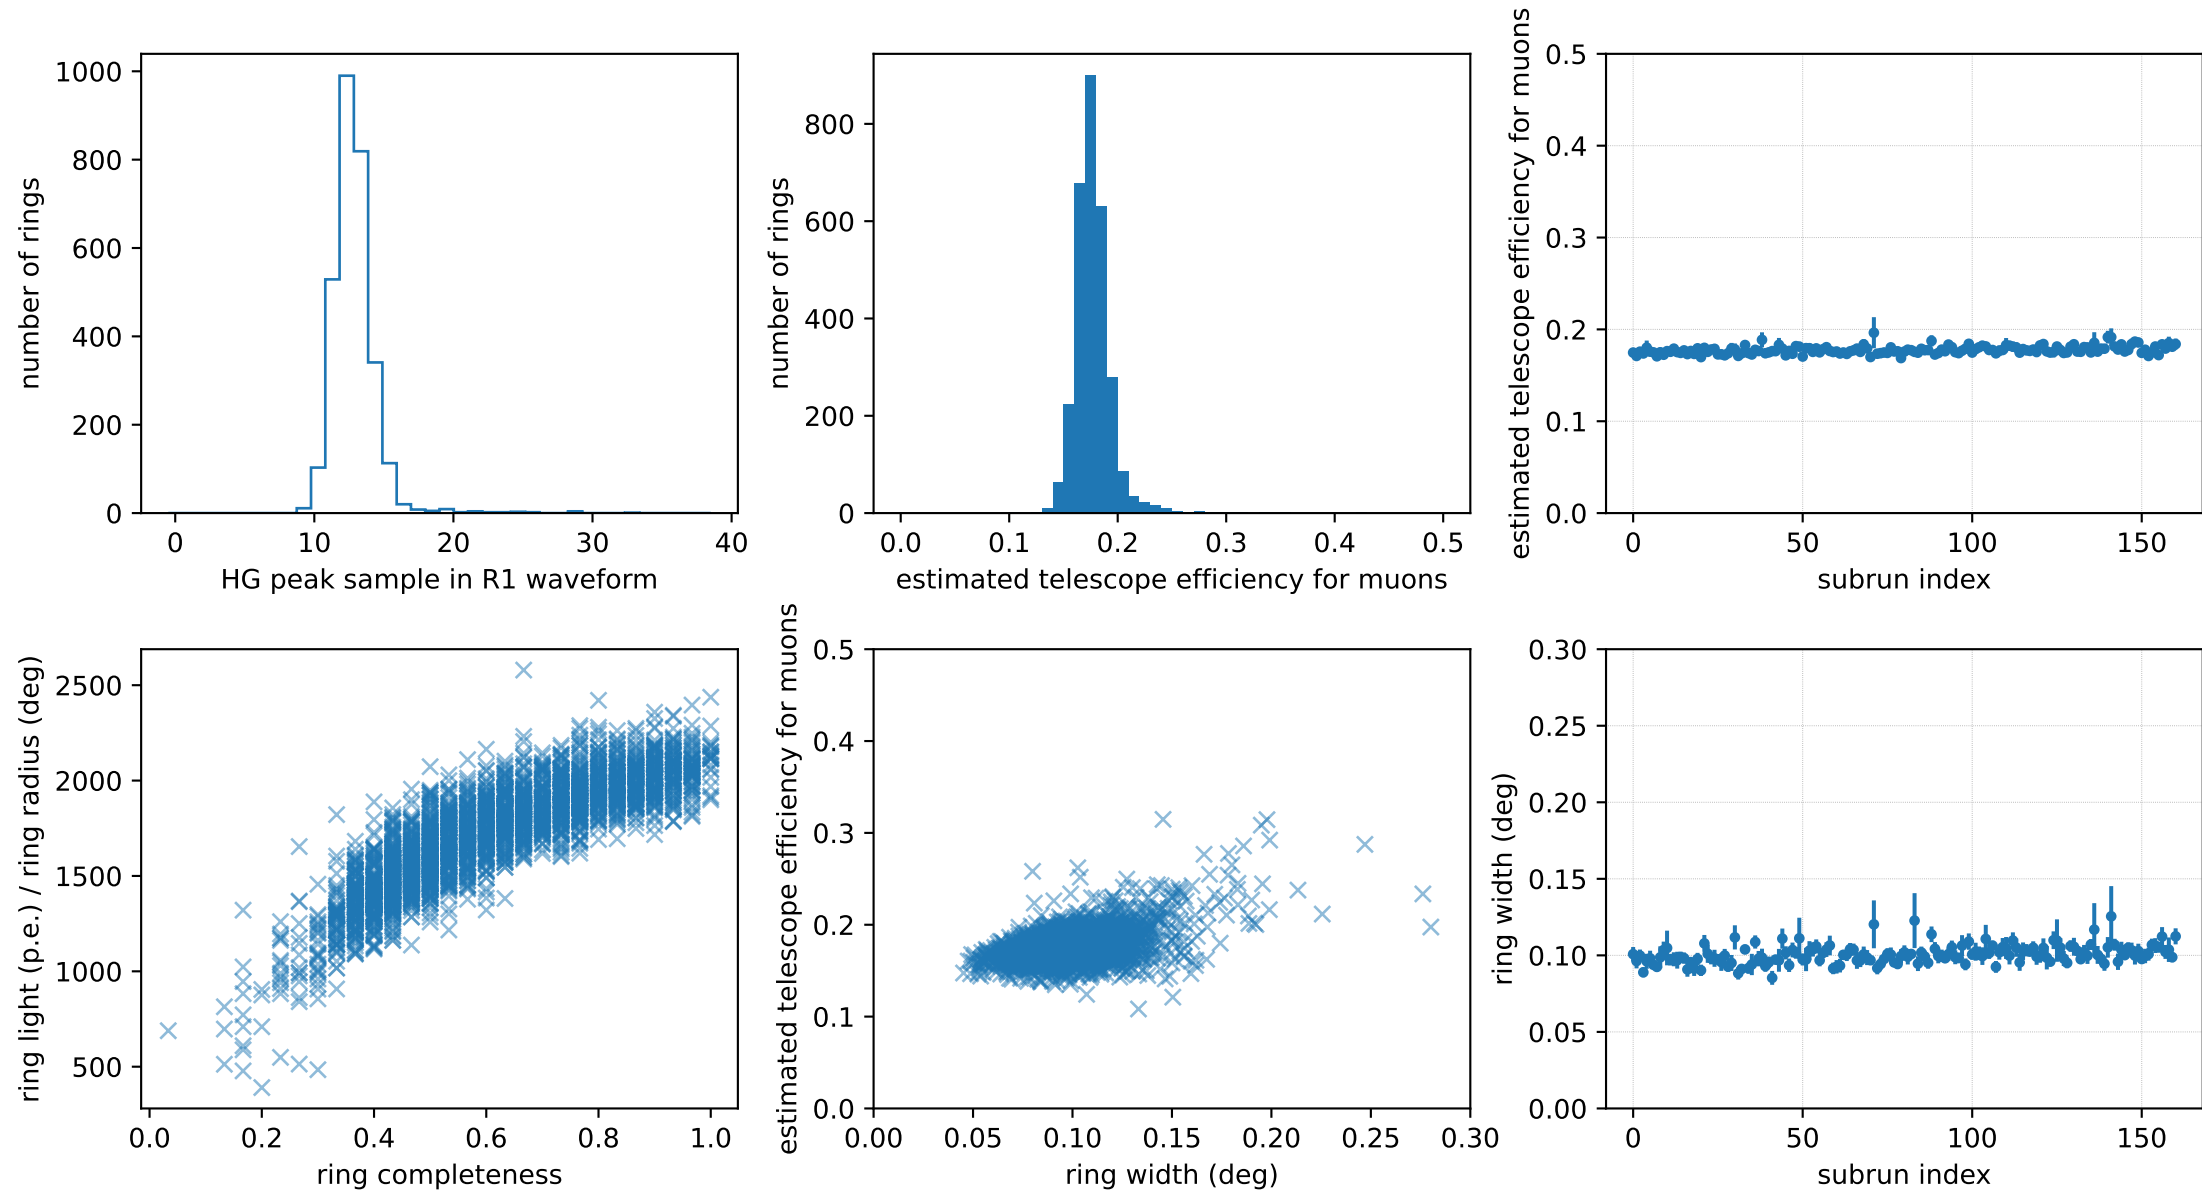 number of rings
1000
800
600
400
200
0
0 10 20 30 40
HG peak sample in R1 waveform
number of rings
800
600
400
200
0
0.0 0.1 0.2 0.3 0.4 0.5
estimated telescope efficiency for muons
estimated telescope efficiency for muons
0.5
0.4
0.3
0.2
0.1
0.0
0 50 100 150
subrun index
ring light (p.e.) / ring radius (deg)
2500
2000
1500
1000
500
0.0 0.2 0.4 0.6 0.8 1.0
ring completeness
estimated telescope efficiency for muons
0.5
0.4
0.3
0.2
0.1
0.0
0.00 0.05 0.10 0.15 0.20 0.25 0.30
ring width (deg)
ring width (deg)
0.30
0.25
0.20
0.15
0.10
0.05
0.00
0 50 100 150
subrun index